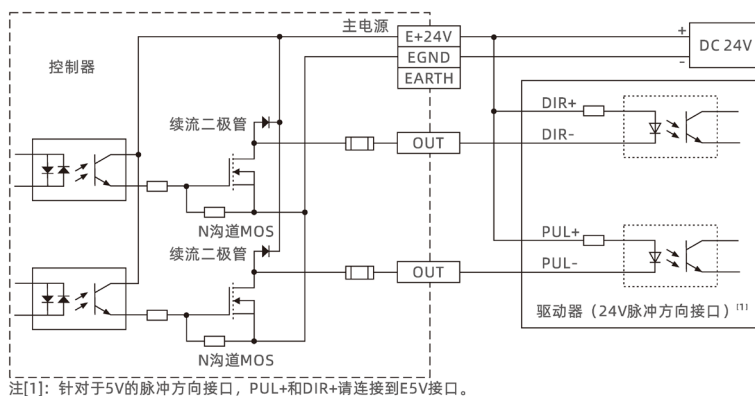 主电源
E+24V
+
DC 24V
控制器
EGND
-
EARTH
DIR+
续流二极管
OUT
DIR-
N沟道MOS
续流二极管
PUL+
OUT
PUL-
驱动器（24V脉冲方向接口）[1]
N沟道MOS
注[1]：针对于5V的脉冲方向接口，PUL+和DIR+请连接到E5V接口。